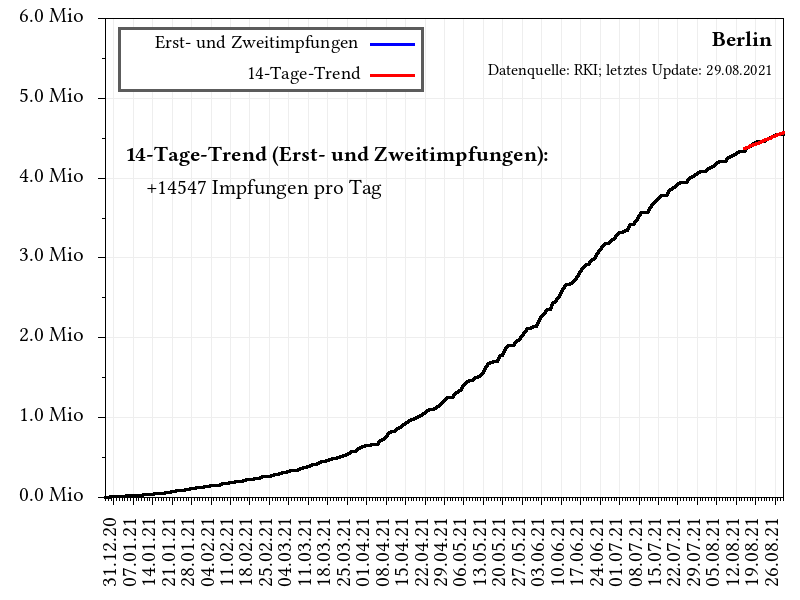 6.0 Mio
5.0 Mio
4.0 Mio
3.0 Mio
2.0 Mio
1.0 Mio
0.0 Mio
Erst- und Zweitimpfungen
14-Tage-Trend
Berlin
Datenquelle: RKI; letztes Update: 29.08.2021
14-Tage-Trend (Erst- und Zweitimpfungen):
+14547 Impfungen pro Tag
31.12.20
07.01.21
14.01.21
21.01.21
28.01.21
04.02.21
11.02.21
18.02.21
25.02.21
04.03.21
11.03.21
18.03.21
25.03.21
01.04.21
08.04.21
15.04.21
22.04.21
29.04.21
06.05.21
13.05.21
20.05.21
27.05.21
03.06.21
10.06.21
17.06.21
24.06.21
01.07.21
08.07.21
15.07.21
22.07.21
29.07.21
05.08.21
12.08.21
19.08.21
26.08.21